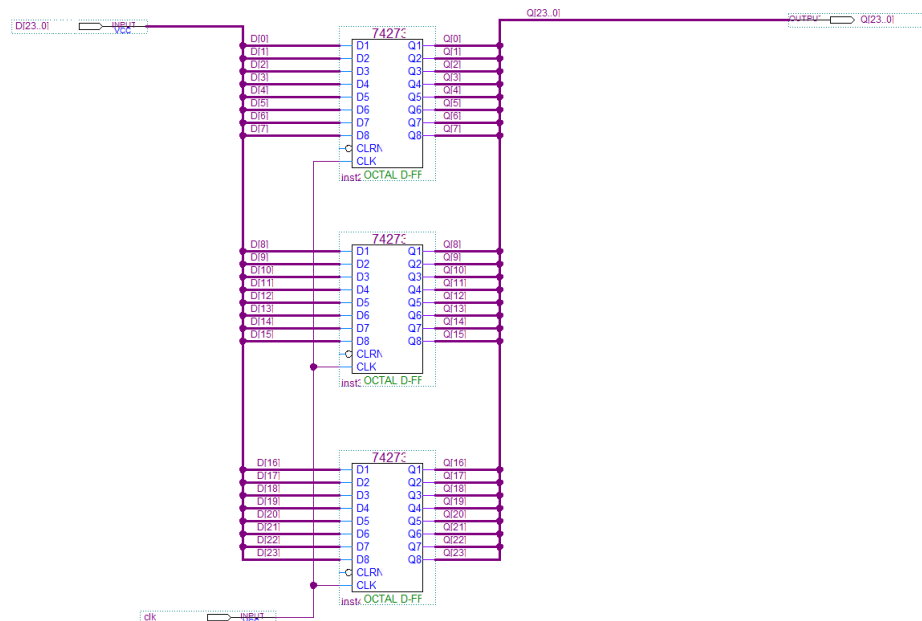 D[23..0]
INPUT
VCC
Q[23..0]
OUTPUT
Q[23..0]
74273
D[0] D1 Q1 Q[0]
D[1] D2 Q2 Q[1]
D[2] D3 Q3 Q[2]
D[3] D4 Q4 Q[3]
D[4] D5 Q5 Q[4]
D[5] D6 Q6 Q[5]
D[6] D7 Q7 Q[6]
D[7] D8 Q8 Q[7]
CLRN
CLK
OCTAL D-FF
74273
D[8] D1 Q1 Q[8]
D[9] D2 Q2 Q[9]
D[10] D3 Q3 Q[10]
D[11] D4 Q4 Q[11]
D[12] D5 Q5 Q[12]
D[13] D6 Q6 Q[13]
D[14] D7 Q7 Q[14]
D[15] D8 Q8 Q[15]
CLRN
CLK
OCTAL D-FF
74273
D[16] D1 Q1 Q[16]
D[17] D2 Q2 Q[17]
D[18] D3 Q3 Q[18]
D[19] D4 Q4 Q[19]
D[20] D5 Q5 Q[20]
D[21] D6 Q6 Q[21]
D[22] D7 Q7 Q[22]
D[23] D8 Q8 Q[23]
CLRN
CLK
OCTAL D-FF
clk
INPUT